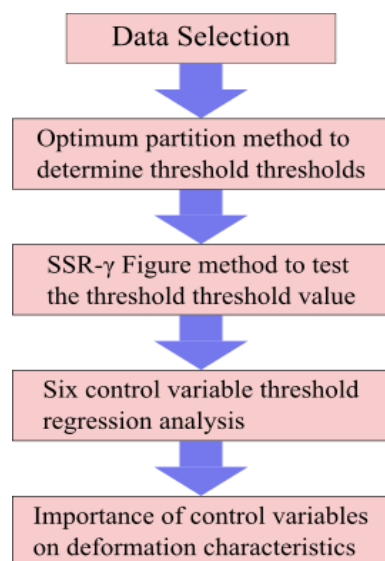 Data Selection
Optimum partition method to
determine threshold thresholds
SSR-γ Figure method to test
the threshold threshold value
Six control variable threshold
regression analysis
Importance of control variables
on deformation characteristics